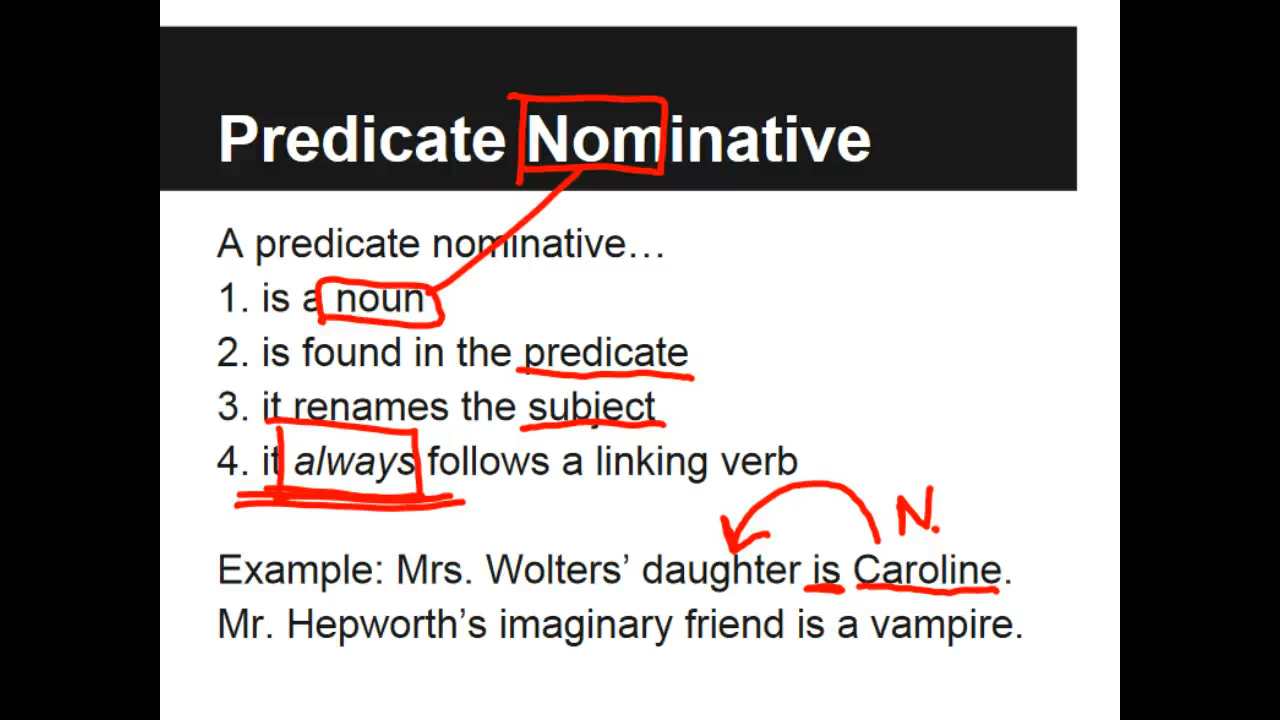 Predicate Nominative
A predicate nominative…
1. is a noun
2. is found in the predicate
3. it renames the subject
4. it always follows a linking verb
N.
Example: Mrs. Wolters’ daughter is Caroline.
Mr. Hepworth’s imaginary friend is a vampire.